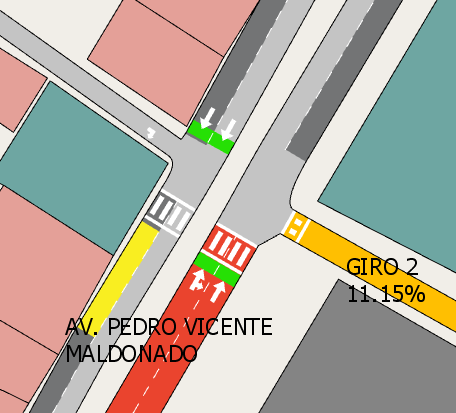 GIRO 2
11.15%
AV. PEDRO VICENTE
MALDONADO